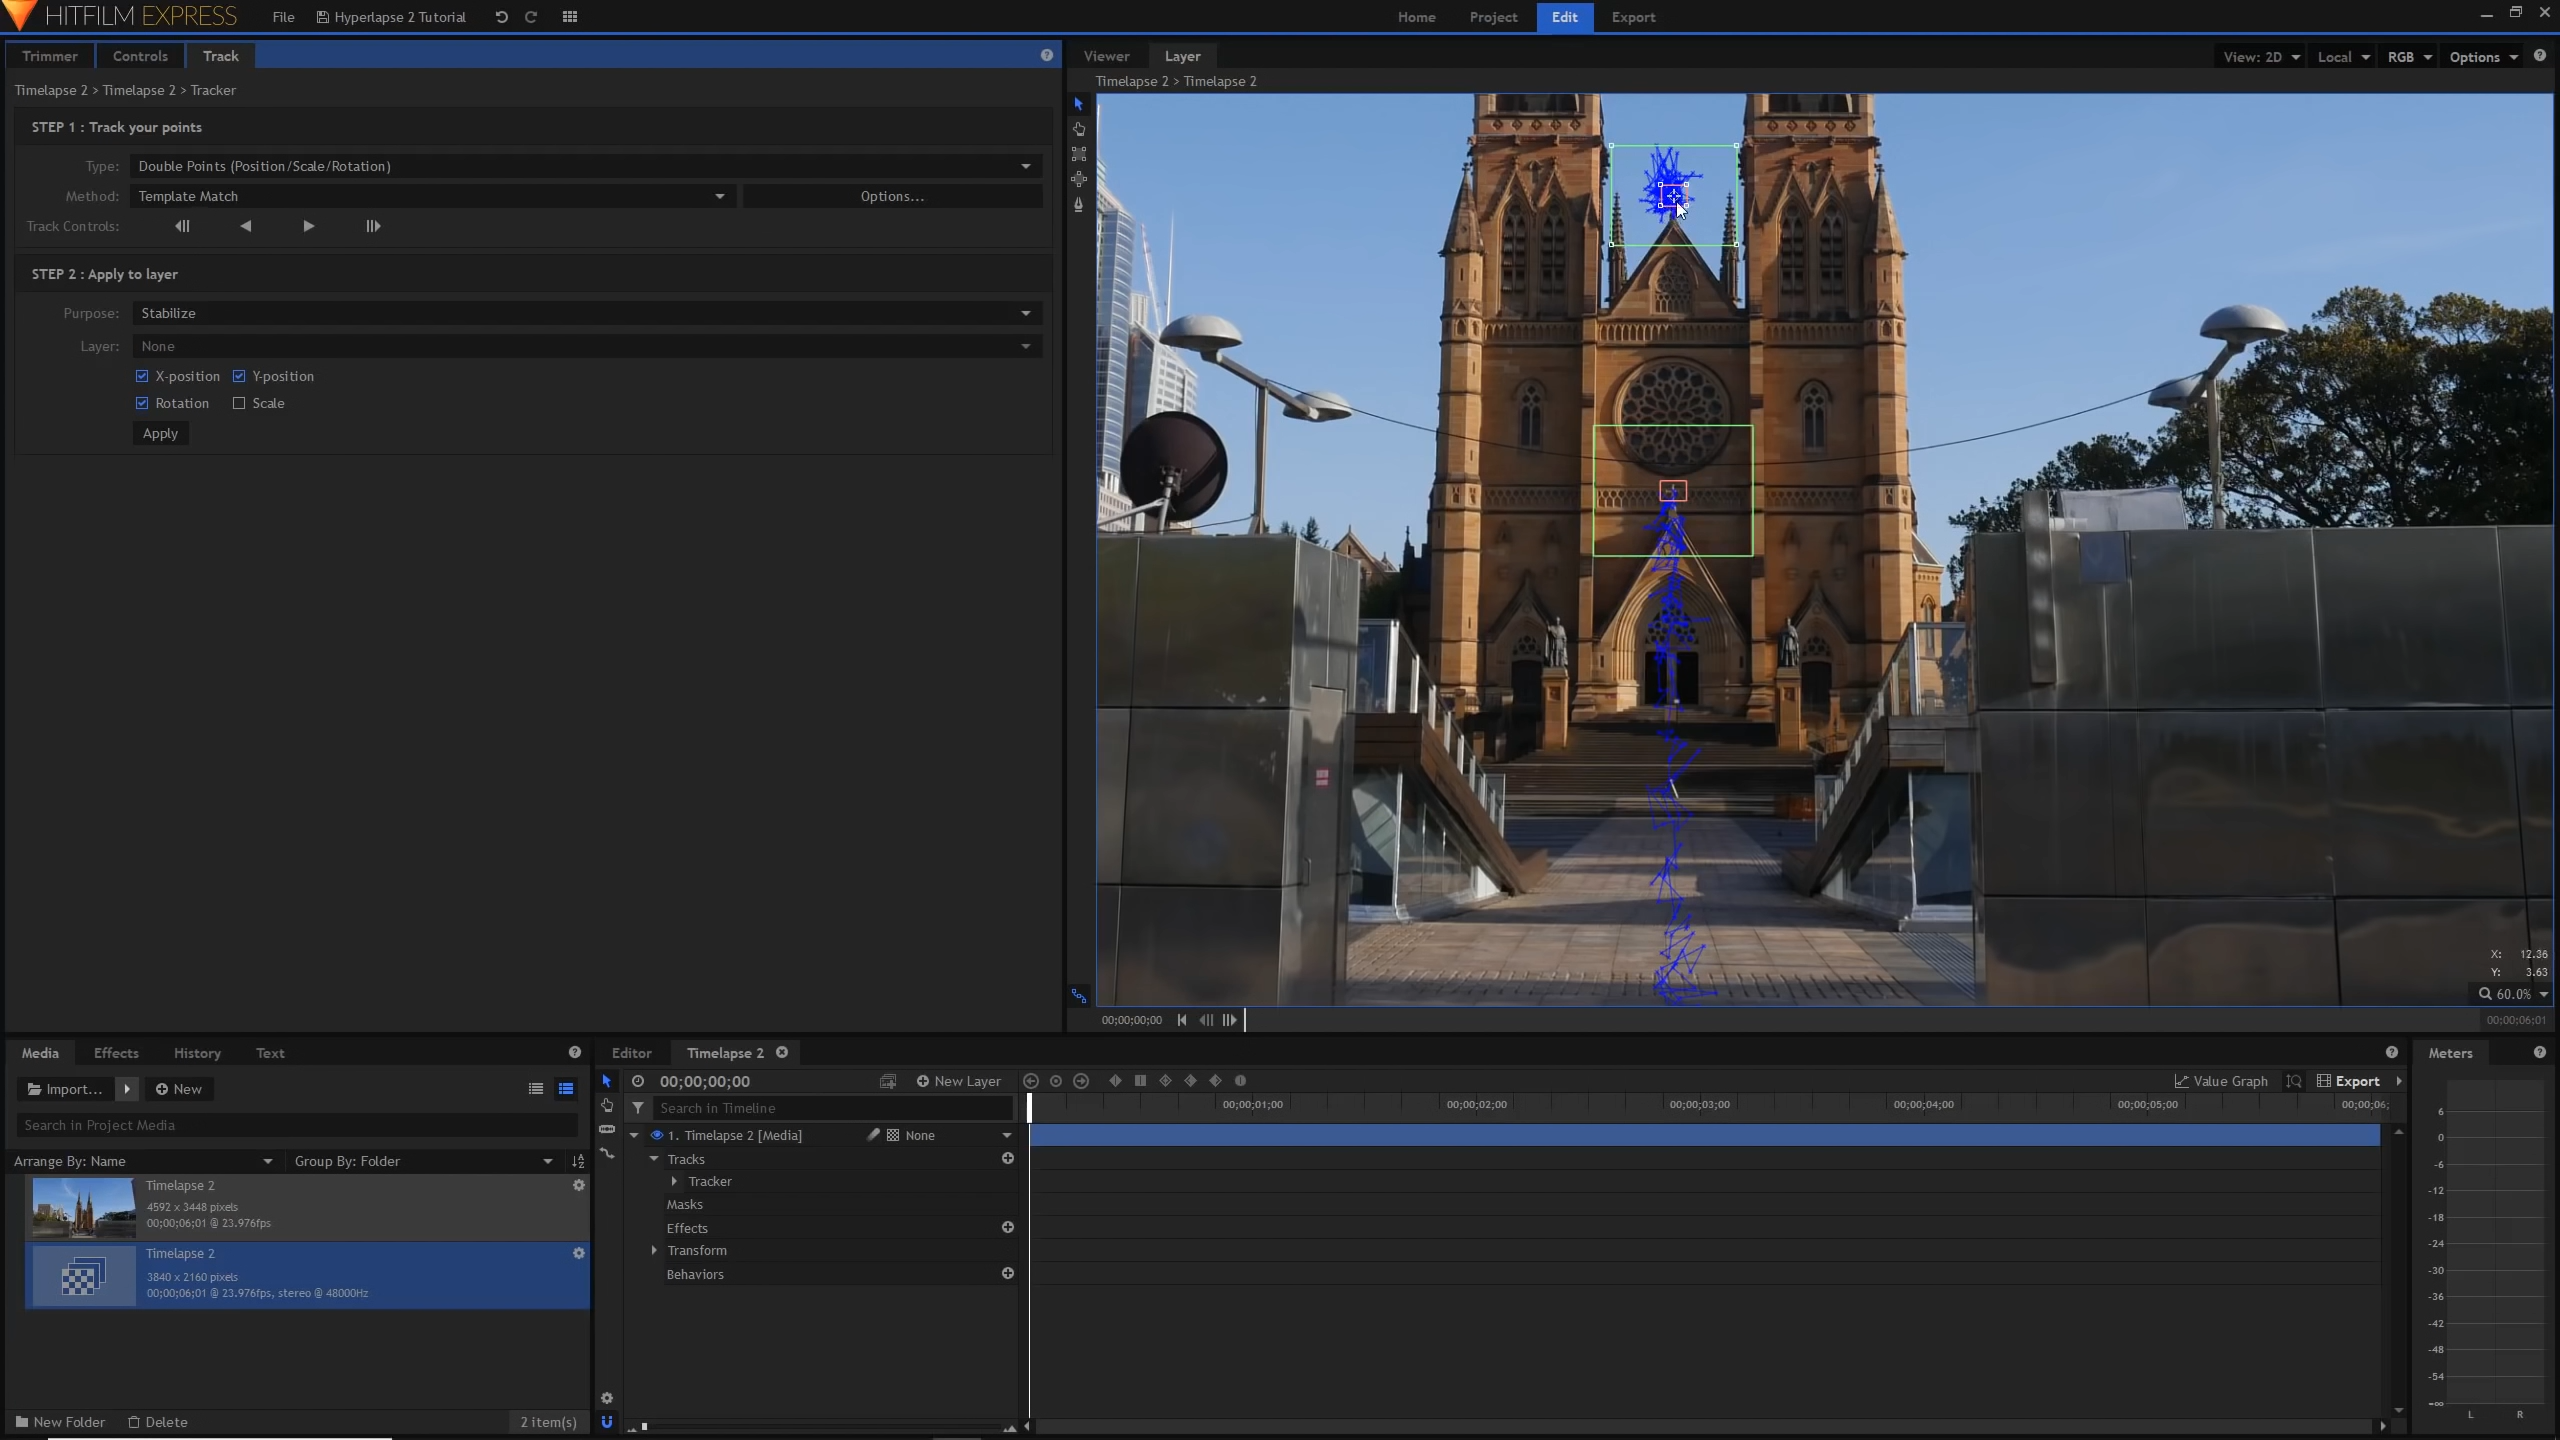 HITFILM EXPRESS File Hyperlapse 2 Tutorial Home Project Edit Export
Trimmer Controls Track
Timelapse 2 > Timelapse 2 > Tracker
STEP 1 : Track your points
Type: Double Points (Position/Scale/Rotation)
Method: Template Match Options...
Track Controls:
STEP 2 : Apply to layer
Purpose: Stabilize
Layer: None
X-position Y-position
Rotation Scale
Apply
Viewer Layer View: 2D Local RGB Options
Timelapse 2 > Timelapse 2
X: 12.36
Y: 3.63
60.0%
00;00;00;00 00;00;06;01
Media Effects History Text
Import... New
Search in Project Media
Arrange By: Name Group By: Folder
Timelapse 2
4592 x 3448 pixels
00;00;06;01 @ 23.976fps
Timelapse 2
3840 x 2160 pixels
00;00;06;01 @ 23.976fps, stereo @ 48000Hz
New Folder Delete 2 item(s)
Editor Timelapse 2
00;00;00;00 New Layer Value Graph Export
Search in Timeline 00;00;01;00 00;00;02;00 00;00;03;00 00;00;04;00 00;00;05;00 00;00;06;
1. Timelapse 2 [Media] None
Tracks
Tracker
Masks
Effects
Transform
Behaviors
Meters
6
0
-6
-12
-18
-24
-30
-36
-42
-48
-54
-∞
L R